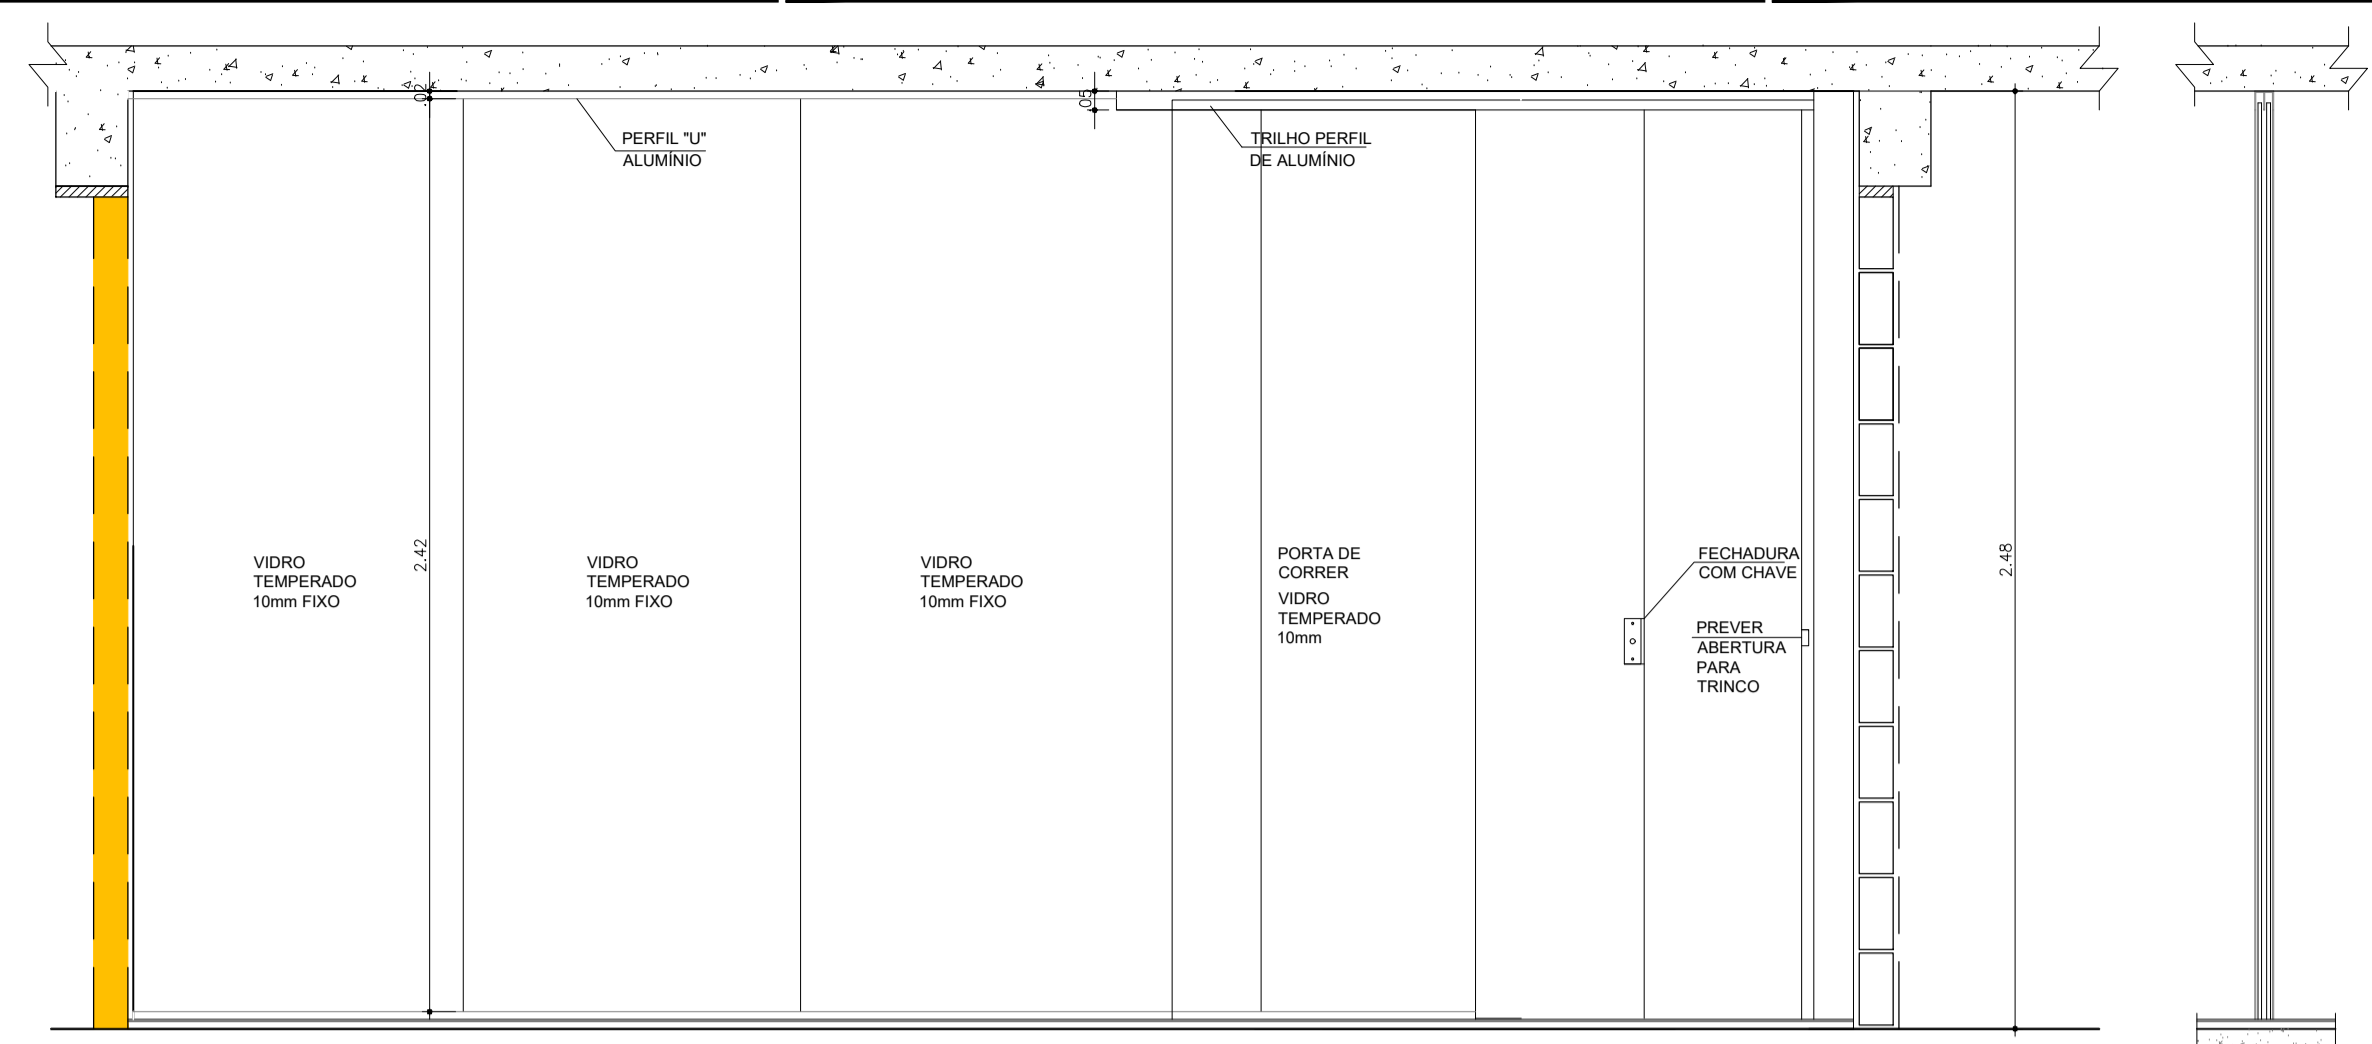 .02
.05
PERFIL "U"
ALUMÍNIO
TRILHO PERFIL
DE ALUMÍNIO
2.42
VIDRO
TEMPERADO
10mm FIXO
VIDRO
TEMPERADO
10mm FIXO
VIDRO
TEMPERADO
10mm FIXO
PORTA DE
CORRER
VIDRO
TEMPERADO
10mm
FECHADURA
COM CHAVE
PREVER
ABERTURA
PARA
TRINCO
2.48